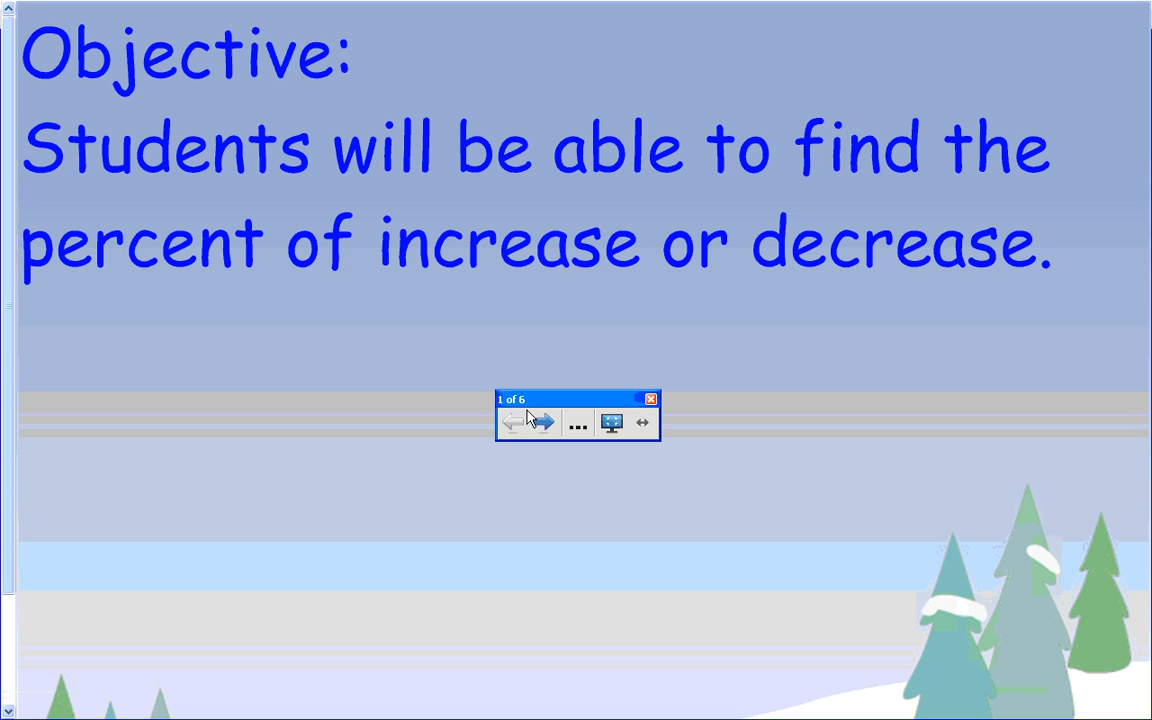 Objective:
Students will be able to find the
percent of increase or decrease.
1 of 6
...